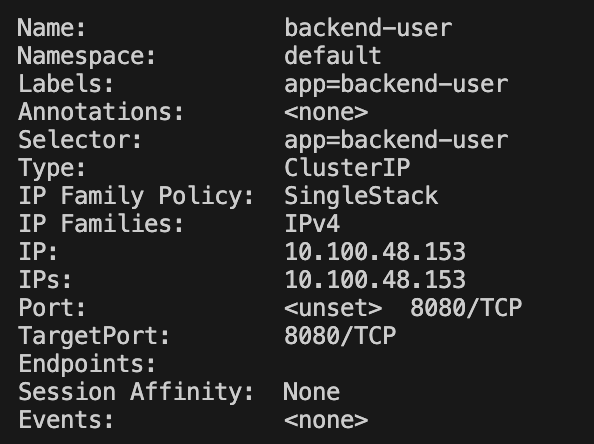 Name: backend-user
Namespace: default
Labels: app=backend-user
Annotations: <none>
Selector: app=backend-user
Type: ClusterIP
IP Family Policy: SingleStack
IP Families: IPv4
IP: 10.100.48.153
IPs: 10.100.48.153
Port: <unset> 8080/TCP
TargetPort: 8080/TCP
Endpoints:
Session Affinity: None
Events: <none>